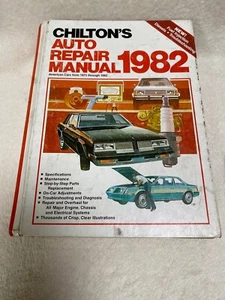 CHILTON'S
AUTO
REPAIR
MANUAL 1982
American Cars from 1975 through 1982
NEW!
• Specifications
• Maintenance
• Step-by-Step Parts
Replacement
• On-Car Adjustments
• Troubleshooting and Diagnosis
• Repair and Overhaul for
All Major Engine, Chassis
and Electrical Systems
• Thousands of Crisp, Clear Illustrations